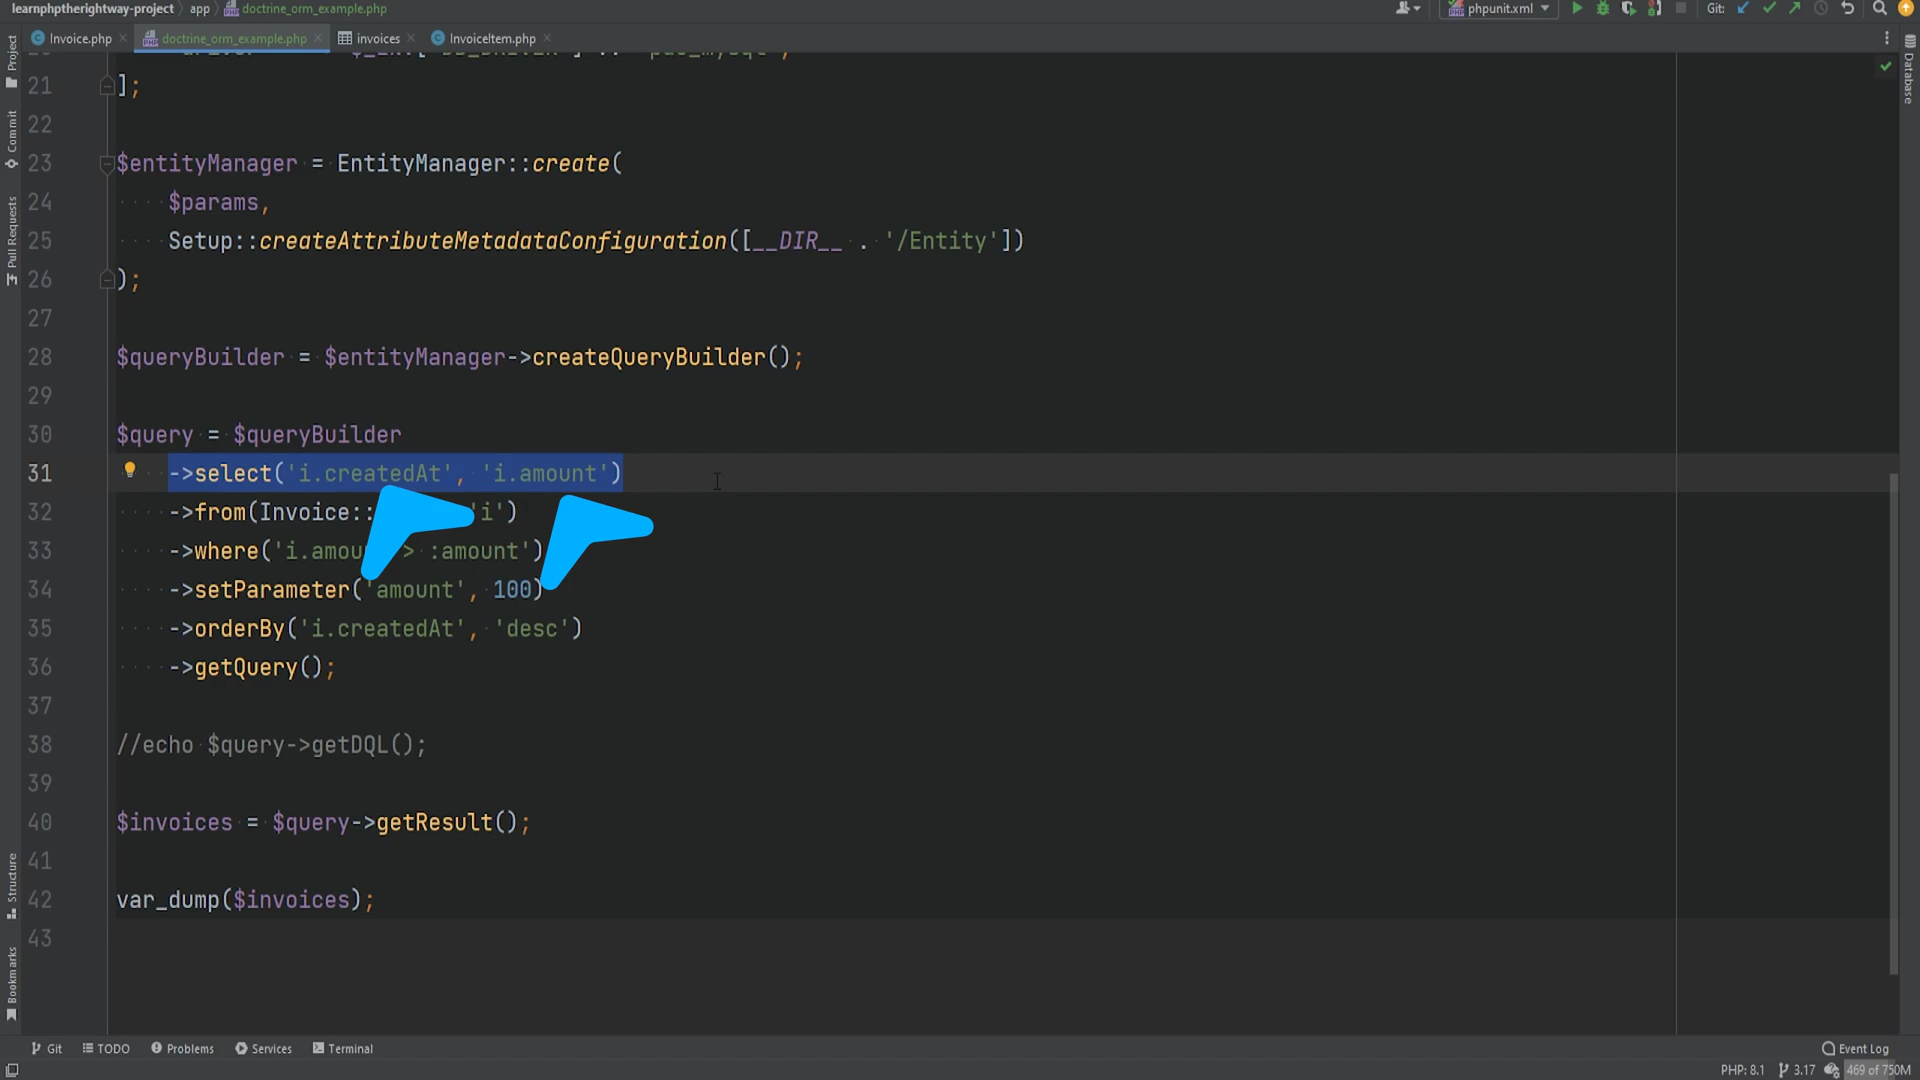 learnphptherightway-project app doctrine_orm_example.php phpunit.xml Git:
Invoice.php doctrine_orm_example.php invoices InvoiceItem.php
Project
Commit
Pull Requests
Structure
Bookmarks
Database
21 ];
22
23 $entityManager = EntityManager::create(
24 $params,
25 Setup::createAttributeMetadataConfiguration([__DIR__ . '/Entity'])
26 );
27
28 $queryBuilder = $entityManager->createQueryBuilder();
29
30 $query = $queryBuilder
31 ->select('i.createdAt', 'i.amount')
32 ->from(Invoice:: 'i')
33 ->where('i.amou > :amount')
34 ->setParameter('amount', 100)
35 ->orderBy('i.createdAt', 'desc')
36 ->getQuery();
37
38 //echo $query->getDQL();
39
40 $invoices = $query->getResult();
41
42 var_dump($invoices);
43
Git TODO Problems Services Terminal Event Log
PHP: 8.1 3.17 469 of 750M